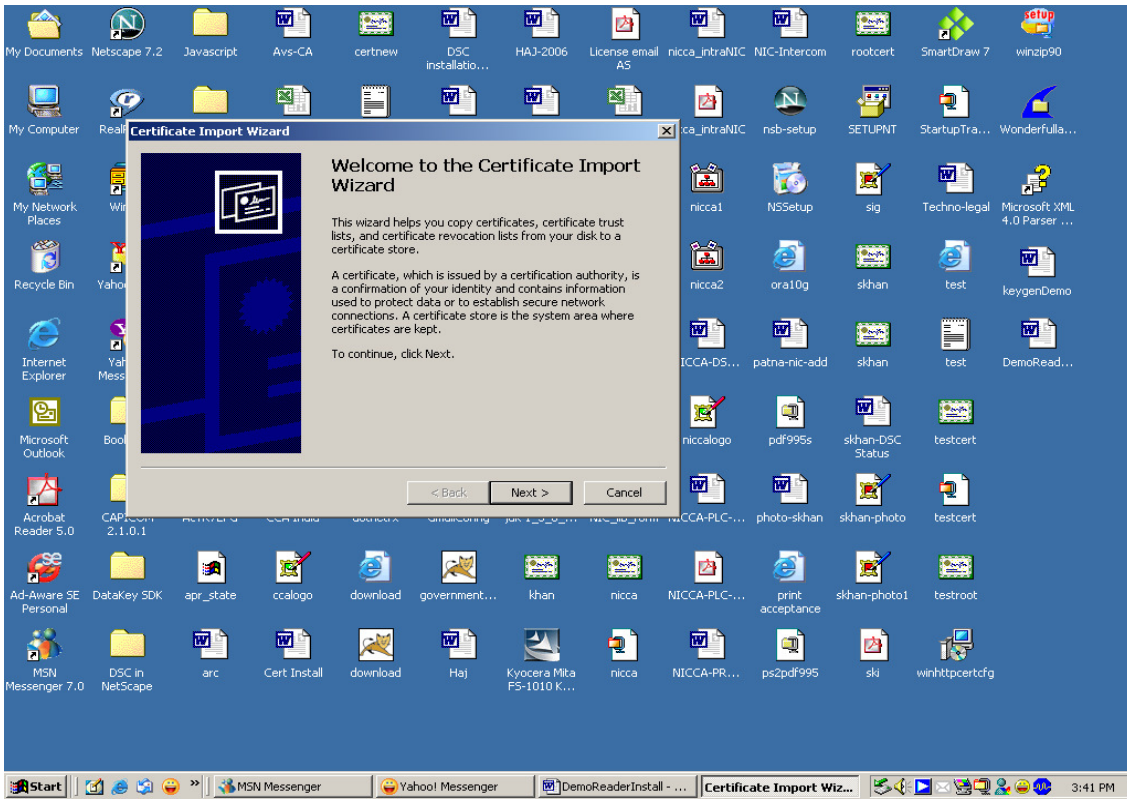 My Documents
Netscape 7.2
Javascript
Avs-CA
certnew
DSC
installatio...
HAJ-2006
License email
AS
nicca_intraNIC
NIC-Intercom
rootcert
SmartDraw 7
winzip90
My Computer
nsb-setup
SETUPNT
StartupTra...
Wonderfulla...
Certificate Import Wizard
Welcome to the Certificate Import
Wizard
This wizard helps you copy certificates, certificate trust
lists, and certificate revocation lists from your disk to a
certificate store.
A certificate, which is issued by a certification authority, is
a confirmation of your identity and contains information
used to protect data or to establish secure network
connections. A certificate store is the system area where
certificates are kept.
To continue, click Next.
< Back
Next >
Cancel
My Network
Places
nicca1
NSSetup
sig
Techno-legal
Microsoft XML
4.0 Parser ...
Recycle Bin
nicca2
ora10g
skhan
test
keygenDemo
Internet
Explorer
patna-nic-add
skhan
test
DemoRead...
Microsoft
Outlook
niccalogo
pdf995s
skhan-DSC
Status
testcert
Acrobat
Reader 5.0
CAPICOM
2.1.0.1
photo-skhan
skhan-photo
testcert
Ad-Aware SE
Personal
DataKey SDK
apr_state
ccalogo
download
government...
khan
nicca
NICCA-PLC-...
print
acceptance
skhan-photo1
testroot
MSN
Messenger 7.0
DSC in
NetScape
arc
Cert Install
download
Haj
Kyocera Mita
FS-1010 K...
nicca
NICCA-PR...
ps2pdf995
ski
winhttpcertcfg
Start
MSN Messenger
Yahoo! Messenger
DemoReaderInstall - ...
Certificate Import Wiz...
3:41 PM